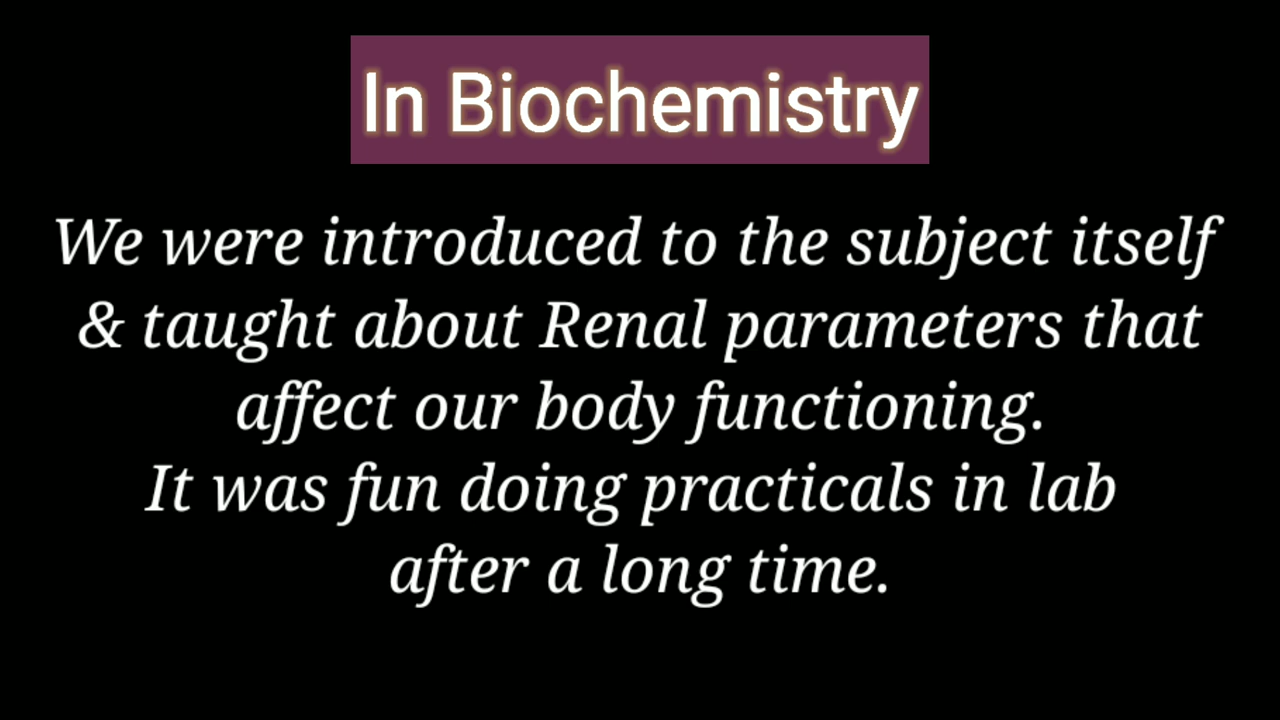 In Biochemistry
We were introduced to the subject itself
& taught about Renal parameters that
affect our body functioning.
It was fun doing practicals in lab
after a long time.